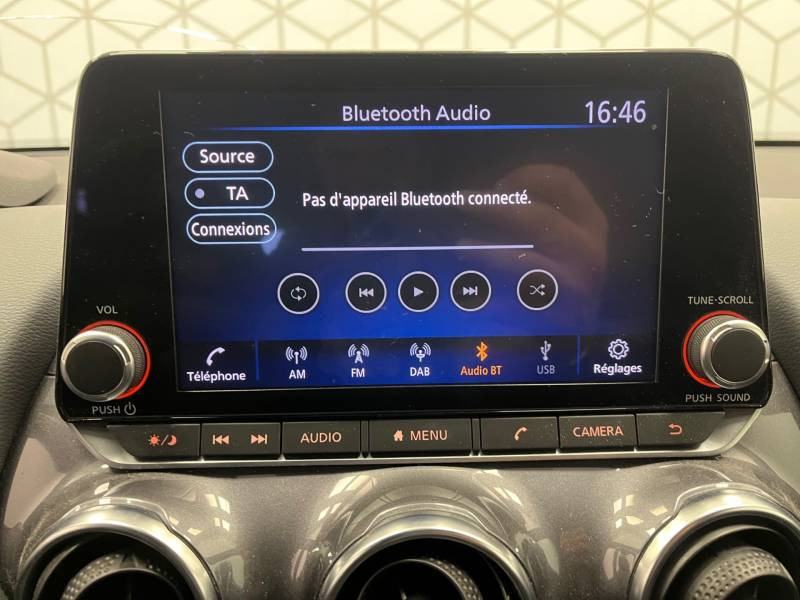 Bluetooth Audio
16:46
Source
TA
Connexions
Pas d'appareil Bluetooth connecté.
VOL
PUSH
TUNE·SCROLL
PUSH SOUND
Téléphone
AM
FM
DAB
Audio BT
USB
Réglages
AUDIO
MENU
CAMERA